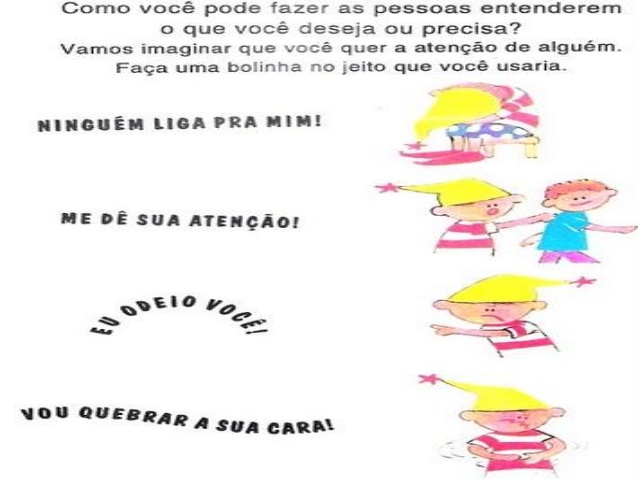 Como você pode fazer as pessoas entenderem
o que você deseja ou precisa?
Vamos imaginar que você quer a atenção de alguém.
Faça uma bolinha no jeito que você usaria.
NINGUÉM LIGA PRA MIM!
ME DÊ SUA ATENÇÃO!
EU ODEIO VOCÊ!
VOU QUEBRAR A SUA CARA!